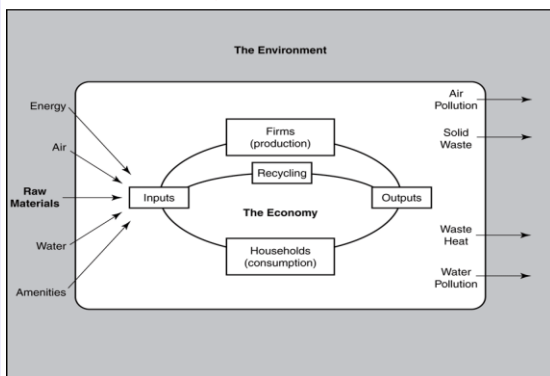 The Environment
Energy
Air
Raw
Materials
Water
Amenities
Inputs
Firms
(production)
Recycling
The Economy
Households
(consumption)
Outputs
Air
Pollution
Solid
Waste
Waste
Heat
Water
Pollution